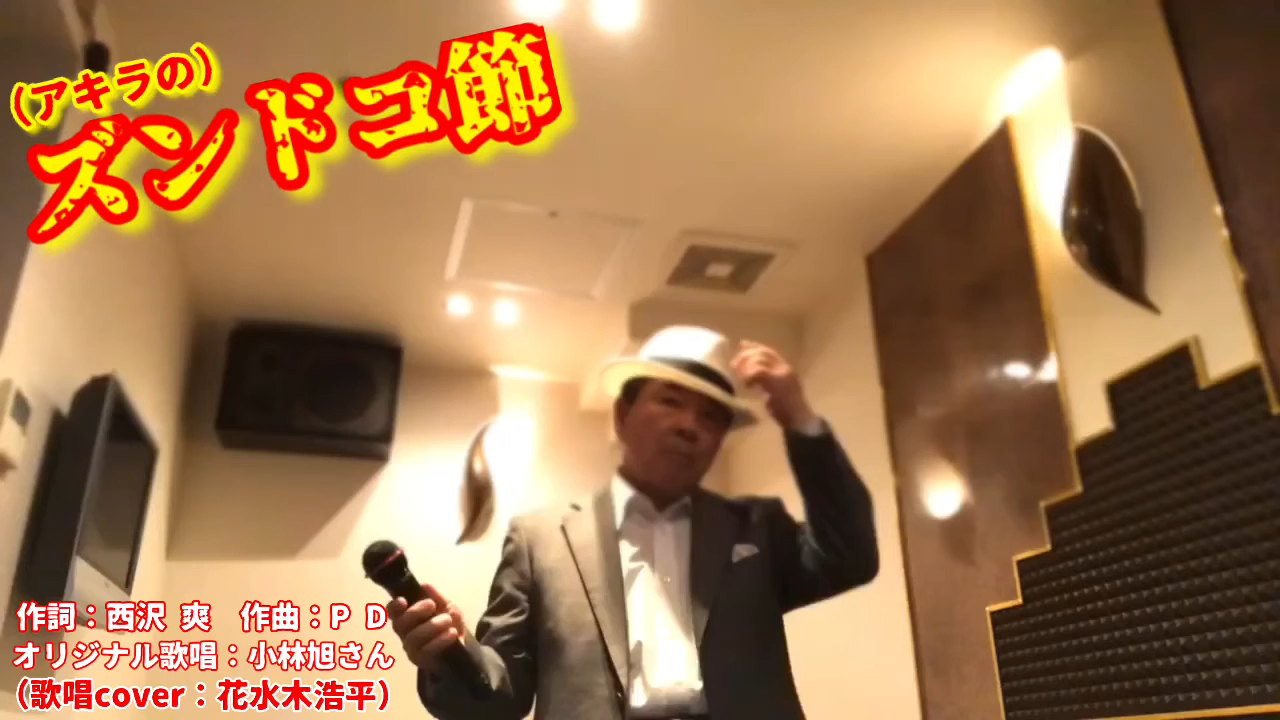 (アキラの)
ズンドコ節
作詞：西沢 爽　作曲：P D
オリジナル歌唱：小林旭さん
(歌唱cover：花水木浩平)